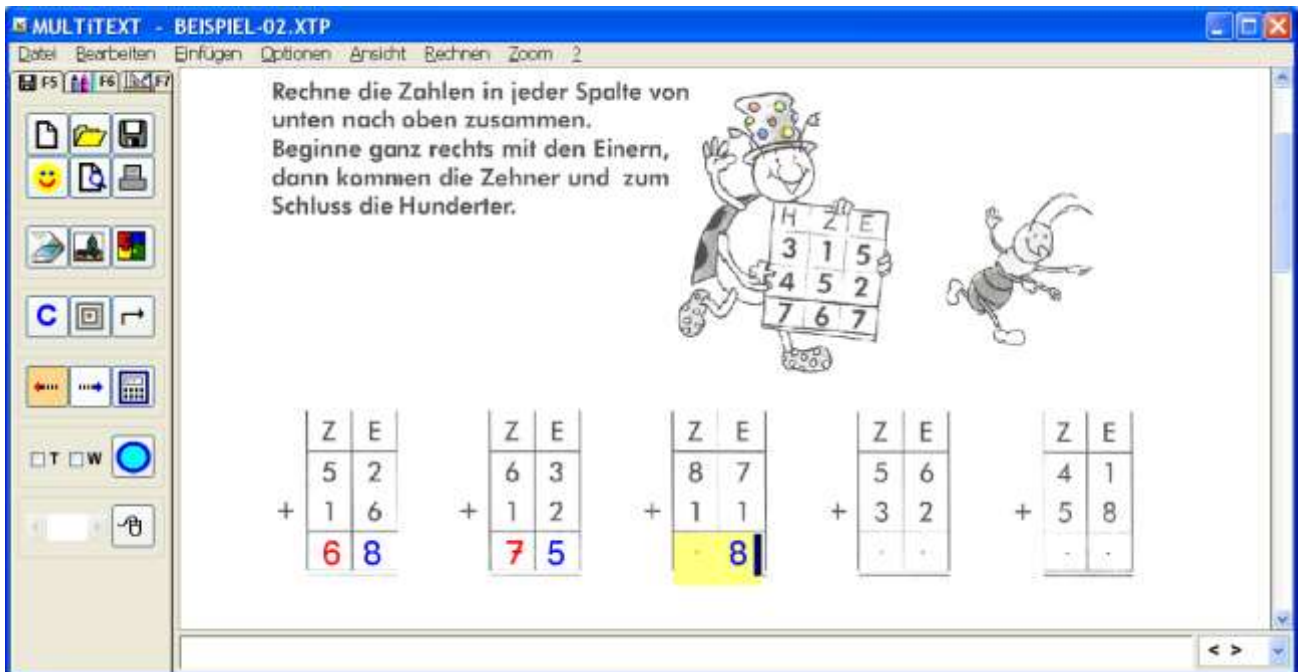 MULTiTEXT - BEISPIEL-02.XTP
Datei Bearbeiten Einfügen Optionen Ansicht Rechnen Zoom ?
F5 F6 F7
Rechne die Zahlen in jeder Spalte von
unten nach oben zusammen.
Beginne ganz rechts mit den Einern,
dann kommen die Zehner und zum
Schluss die Hunderter.
H Z E
3 1 5
4 5 2
7 6 7
C
T W
Z E Z E Z E Z E Z E
5 2 6 3 8 7 5 6 4 1
+ 1 6 + 1 2 + 1 1 + 3 2 + 5 8
6 8 7 5 . 8 . . . .
< >